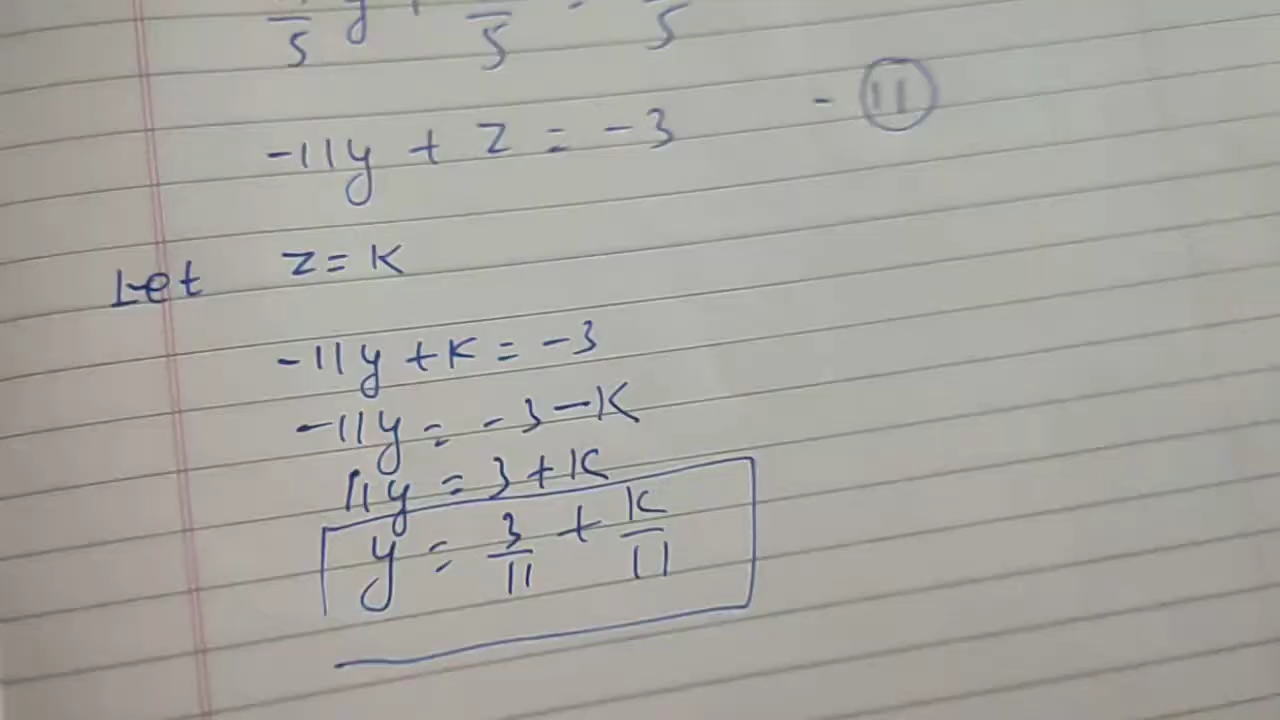 -11y + z = -3 - 11
Let z = k
-11y + k = -3
-11y = -3 - k
11y = 3 + k
y = 3/11 + k/11